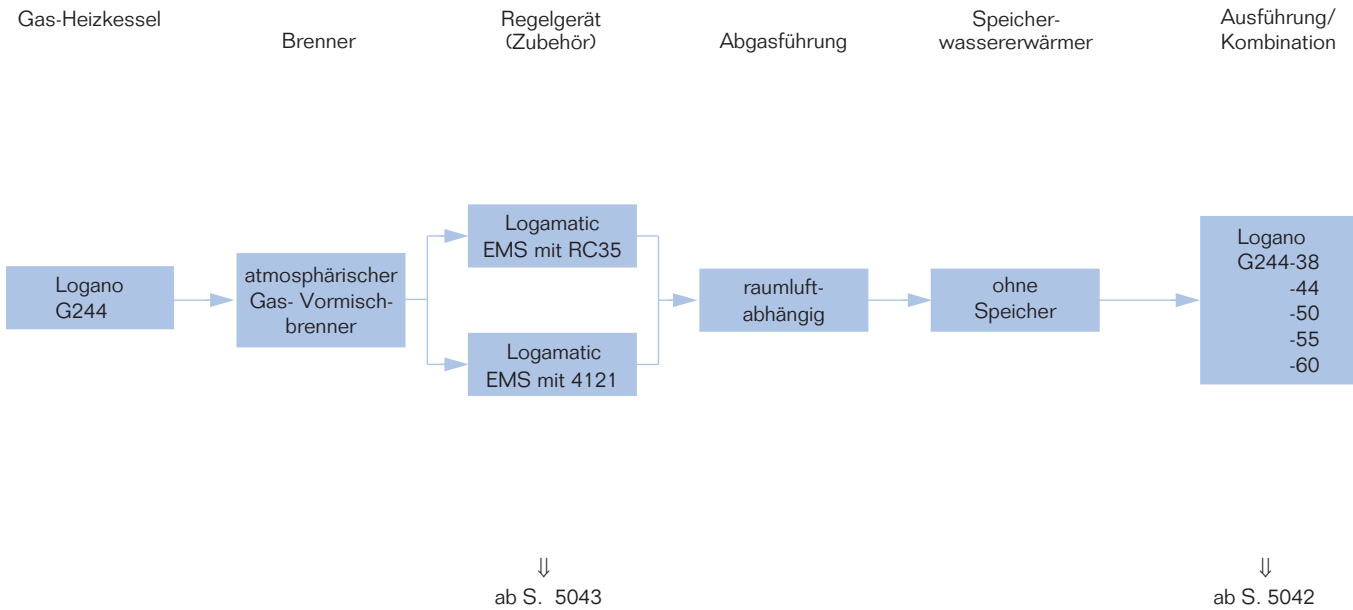 Gas-Heizkessel
Brenner
Regelgerät
(Zubehör)
Abgasführung
Speicher-
wassererwärmer
Ausführung/
Kombination
Logano
G244
atmosphärischer
Gas- Vormisch-
brenner
Logamatic
EMS mit RC35
Logamatic
EMS mit 4121
raumluft-
abhängig
ohne
Speicher
Logano
G244-38
-44
-50
-55
-60
⇓
ab S. 5043
⇓
ab S. 5042